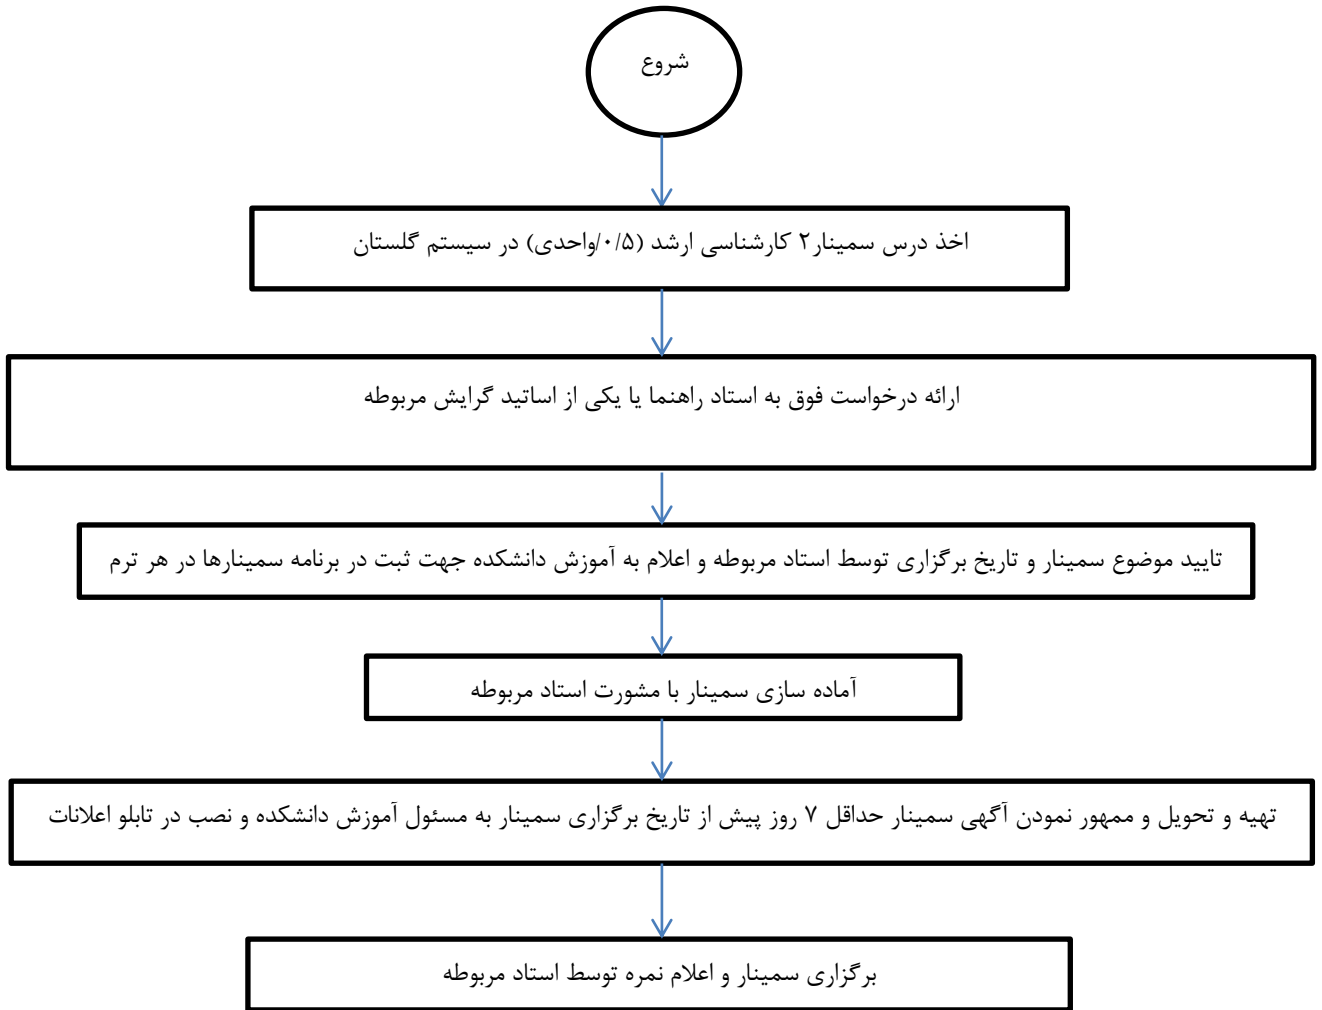 شروع
اخذ درس سمینار۲ کارشناسی ارشد (۰/۵/واحدی) در سیستم گلستان
ارائه درخواست فوق به استاد راهنما یا یکی از اساتید گرایش مربوطه
تایید موضوع سمینار و تاریخ برگزاری توسط استاد مربوطه و اعلام به آموزش دانشکده جهت ثبت در برنامه سمینارها در هر ترم
آماده سازی سمینار با مشورت استاد مربوطه
تهیه و تحویل و ممهور نمودن آگهی سمینار حداقل ۷ روز پیش از تاریخ برگزاری سمینار به مسئول آموزش دانشکده و نصب در تابلو اعلانات
برگزاری سمینار و اعلام نمره توسط استاد مربوطه